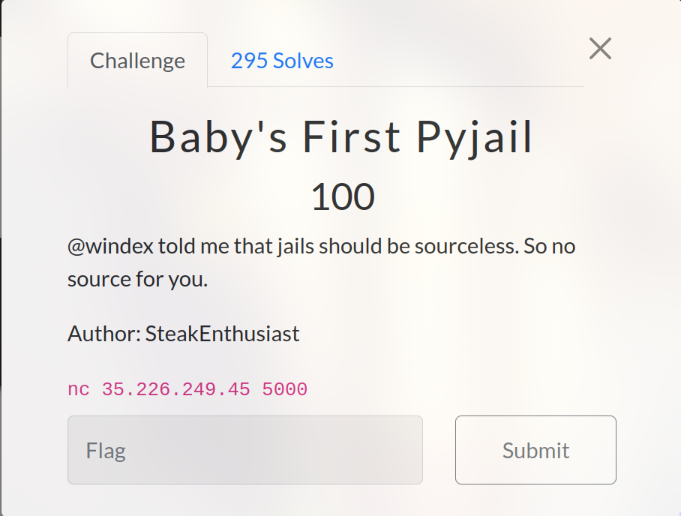 Challenge
295 Solves
Baby's First Pyjail
100
@windex told me that jails should be sourceless. So no
source for you.
Author: SteakEnthusiast
nc 35.226.249.45 5000
Flag
Submit